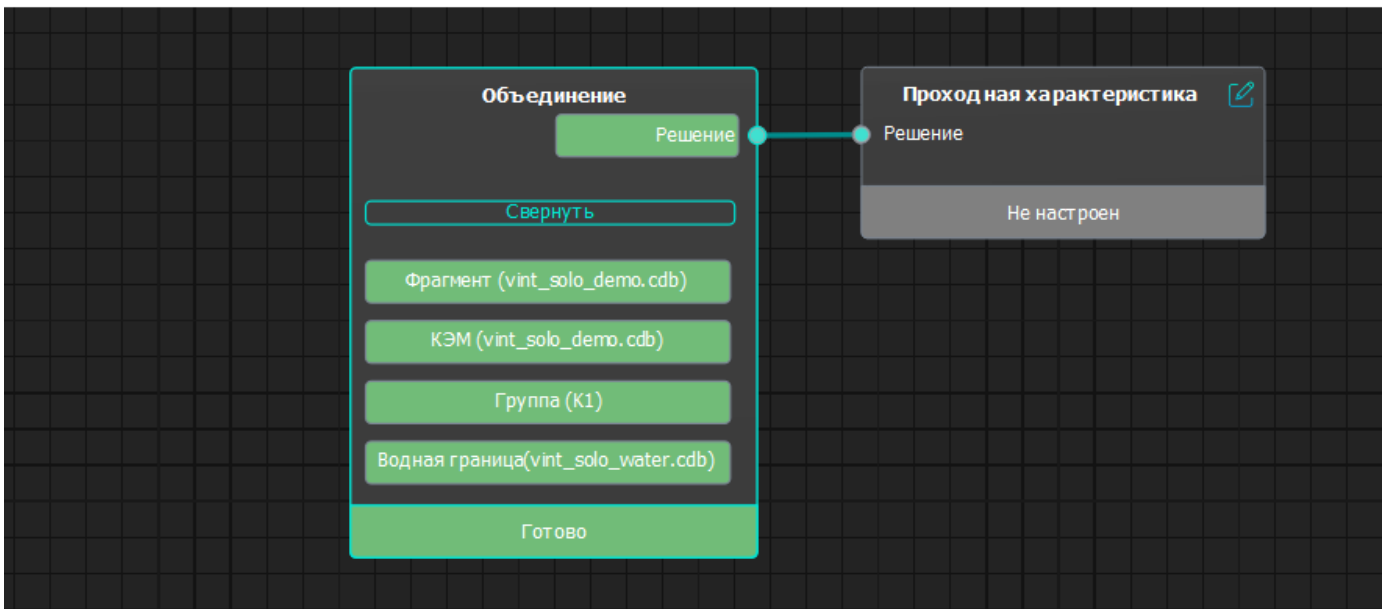 Объединение
Решение
Свернуть
Фрагмент (vint_solo_demo.cdb)
КЭМ (vint_solo_demo.cdb)
Группа (K1)
Водная граница(vint_solo_water.cdb)
Готово
Проходная характеристика
Решение
Не настроен